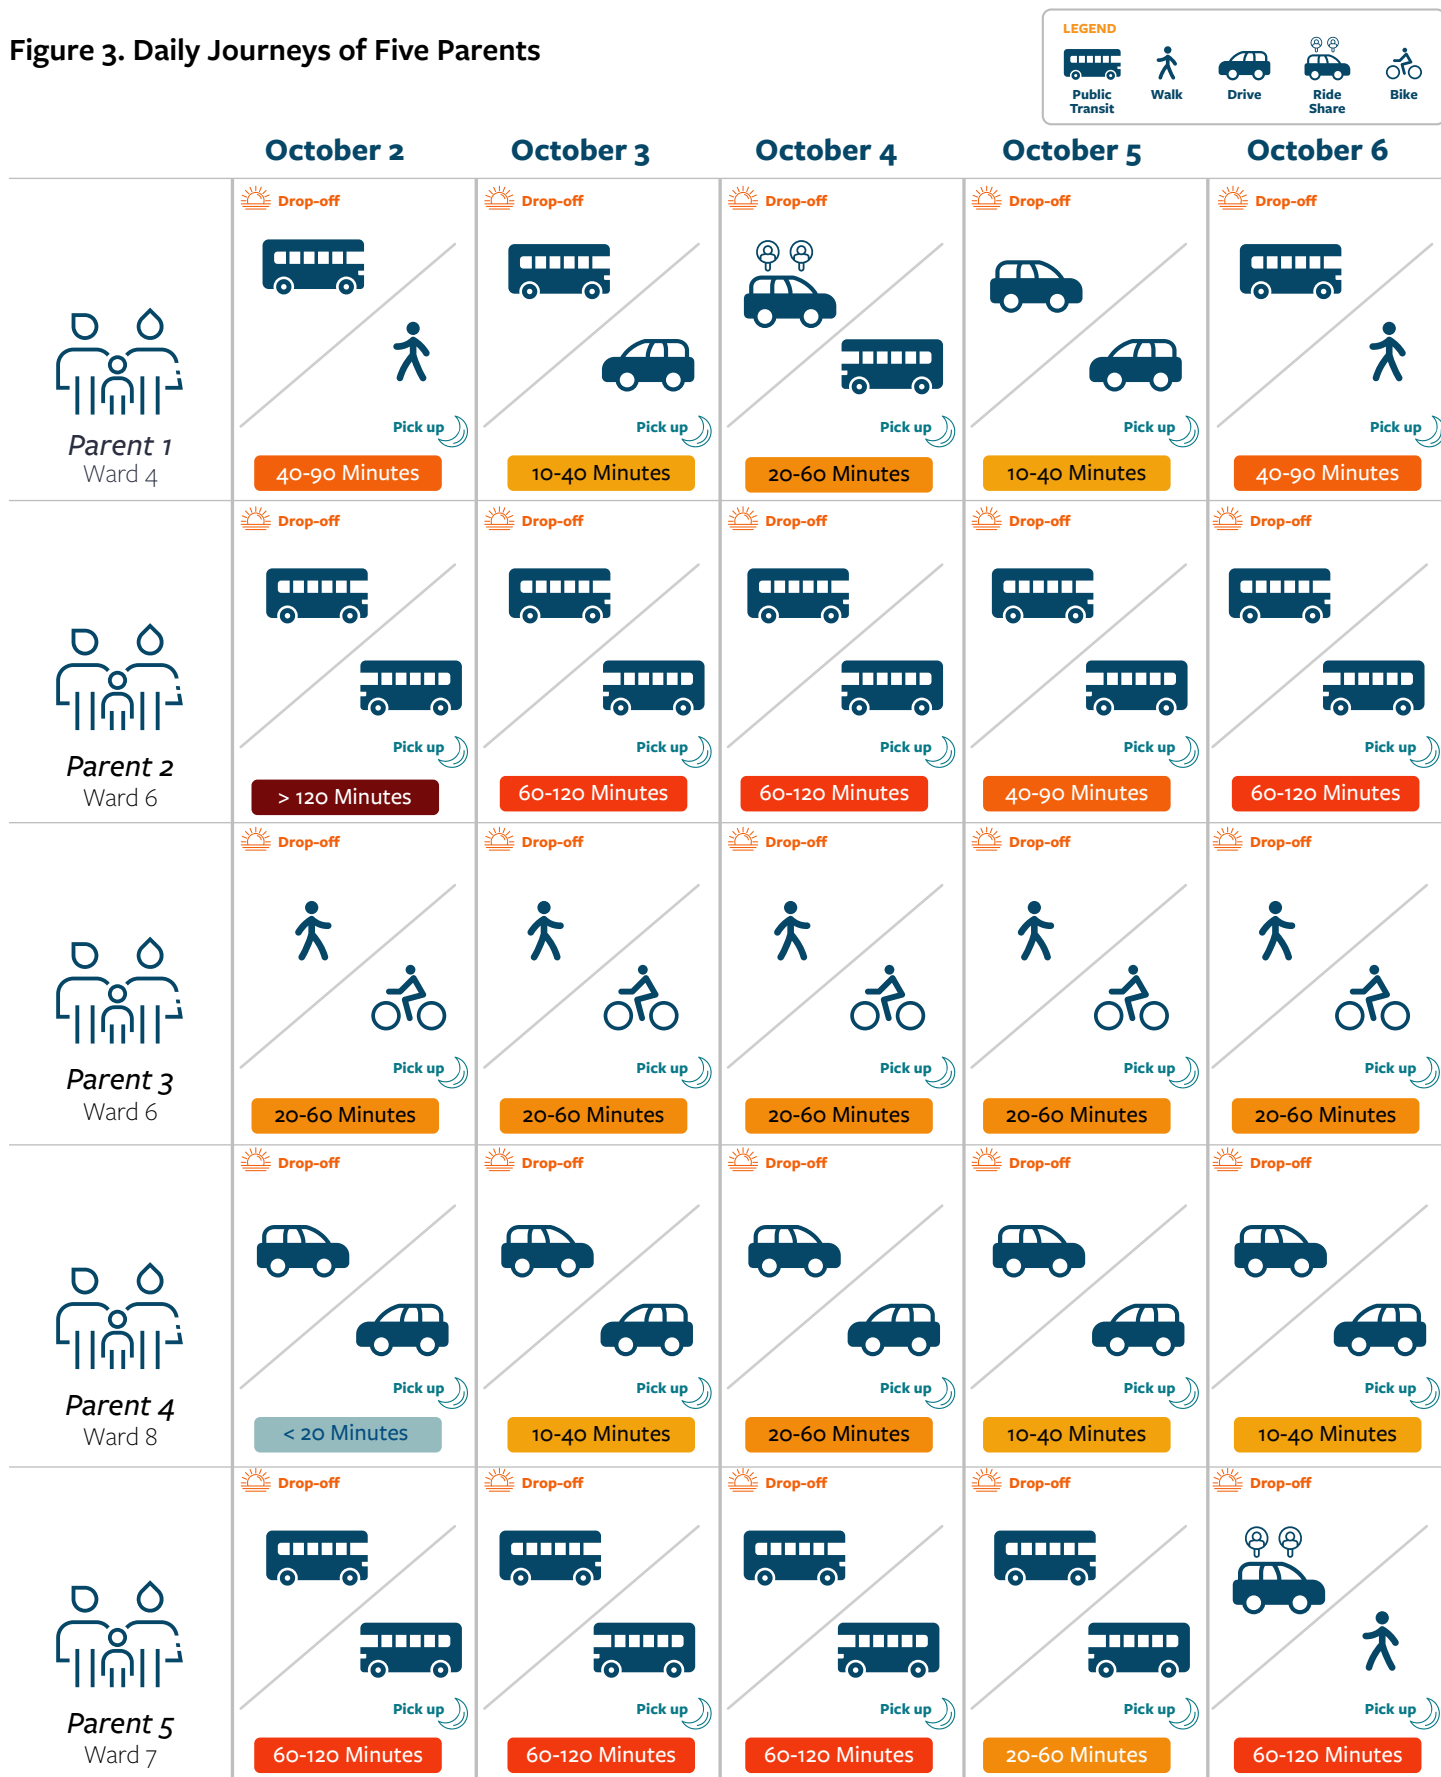 Figure 3. Daily Journeys of Five Parents
LEGEND
Public Transit
Walk
Drive
Ride Share
Bike
October 2
October 3
October 4
October 5
October 6
Drop-off
Drop-off
Drop-off
Drop-off
Drop-off
Pick up
Pick up
Pick up
Pick up
Pick up
Parent 1
Ward 4
40-90 Minutes
10-40 Minutes
20-60 Minutes
10-40 Minutes
40-90 Minutes
Drop-off
Drop-off
Drop-off
Drop-off
Drop-off
Pick up
Pick up
Pick up
Pick up
Pick up
Parent 2
Ward 6
> 120 Minutes
60-120 Minutes
60-120 Minutes
40-90 Minutes
60-120 Minutes
Drop-off
Drop-off
Drop-off
Drop-off
Drop-off
Pick up
Pick up
Pick up
Pick up
Pick up
Parent 3
Ward 6
20-60 Minutes
20-60 Minutes
20-60 Minutes
20-60 Minutes
20-60 Minutes
Drop-off
Drop-off
Drop-off
Drop-off
Drop-off
Pick up
Pick up
Pick up
Pick up
Pick up
Parent 4
Ward 8
< 20 Minutes
10-40 Minutes
20-60 Minutes
10-40 Minutes
10-40 Minutes
Drop-off
Drop-off
Drop-off
Drop-off
Drop-off
Pick up
Pick up
Pick up
Pick up
Pick up
Parent 5
Ward 7
60-120 Minutes
60-120 Minutes
60-120 Minutes
20-60 Minutes
60-120 Minutes